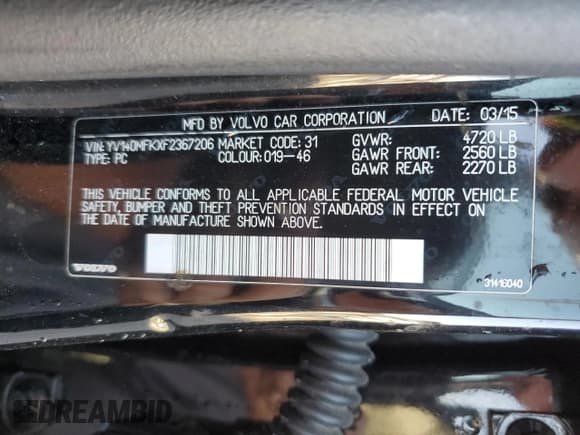 MFD BY VOLVO CAR CORPORATION DATE: 03/15
VIN: YV140MFKXF2367206 MARKET CODE: 31 GVWR: 4720 LB
TYPE: PC COLOUR: 019-46 GAWR FRONT: 2560 LB
GAWR REAR: 2270 LB
THIS VEHICLE CONFORMS TO ALL APPLICABLE FEDERAL MOTOR VEHICLE
SAFETY, BUMPER AND THEFT PREVENTION STANDARDS IN EFFECT ON
THE DATE OF MANUFACTURE SHOWN ABOVE.
VOLVO
31416040
DREAMBID